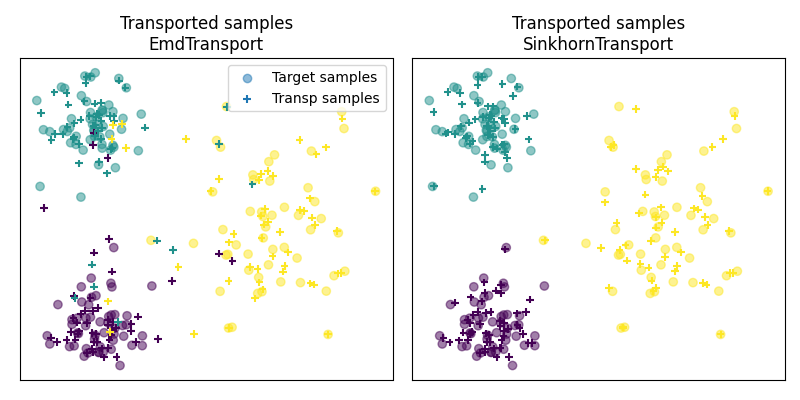 Transported samples
EmdTransport
Target samples
Transp samples
Transported samples
SinkhornTransport